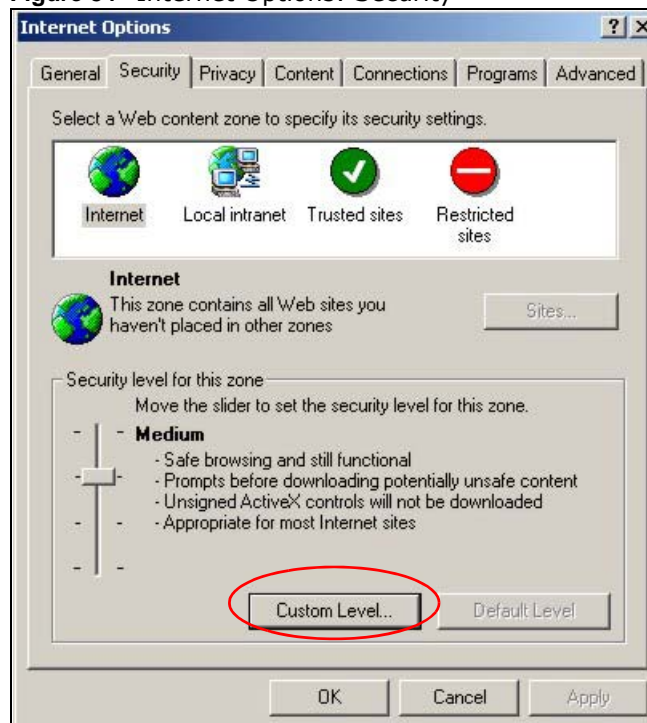 Internet Options
? ×
General Security Privacy Content Connections Programs Advanced
Select a Web content zone to specify its security settings.
Internet Local intranet Trusted sites Restricted
sites
Internet
This zone contains all Web sites you
haven't placed in other zones
Sites...
Security level for this zone
Move the slider to set the security level for this zone.
Medium
- Safe browsing and still functional
- Prompts before downloading potentially unsafe content
- Unsigned ActiveX controls will not be downloaded
- Appropriate for most Internet sites
Custom Level... Default Level
OK Cancel Apply